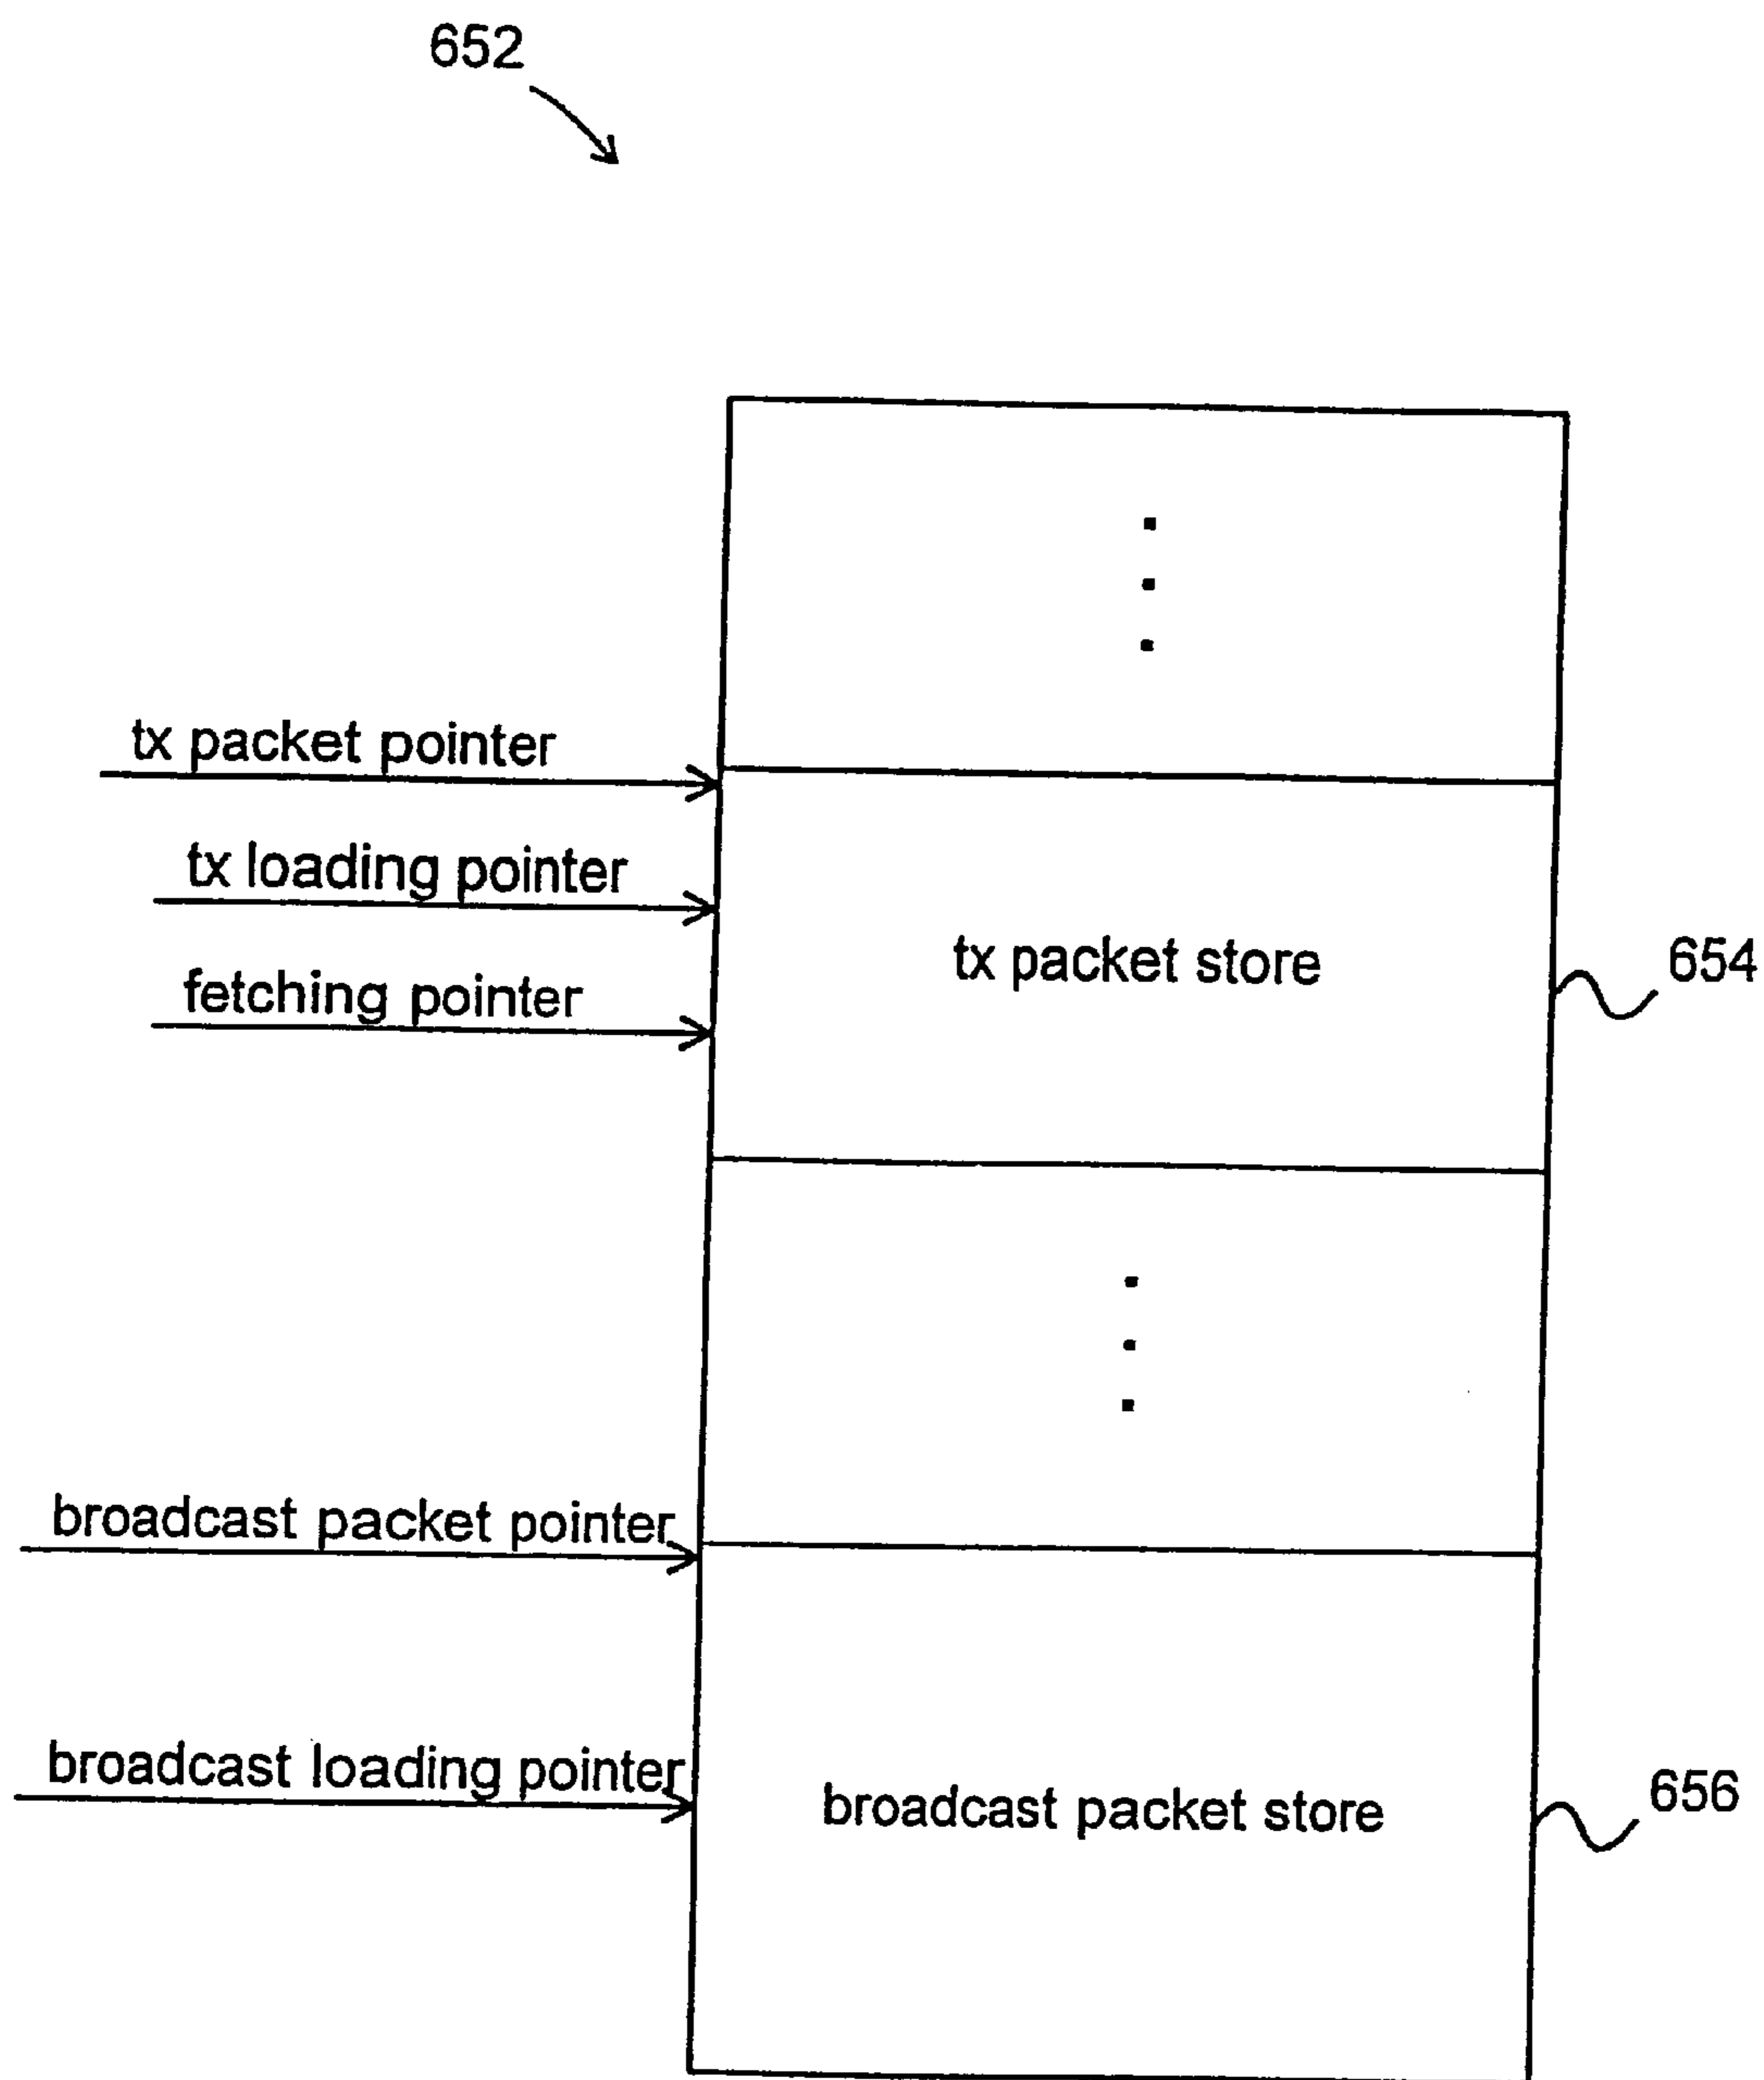 652
tx packet pointer
tx loading pointer
tx packet store
654
fetching pointer
broadcast packet pointer
broadcast loading pointer
broadcast packet store
656